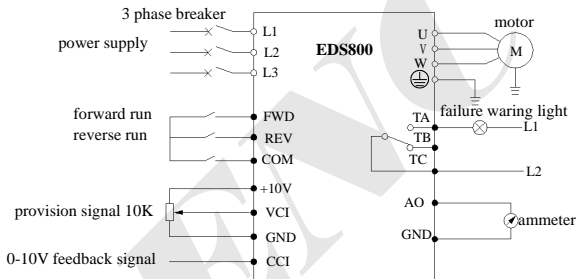 3 phase breaker
power supply
L1
L2
L3
EDS800
U
V
W
motor
M
forward run
reverse run
FWD
REV
COM
TA
TB
TC
failure waring light
L1
L2
+10V
provision signal 10K
VCI
GND
AO
GND
ammeter
0-10V feedback signal
CCI
ENC